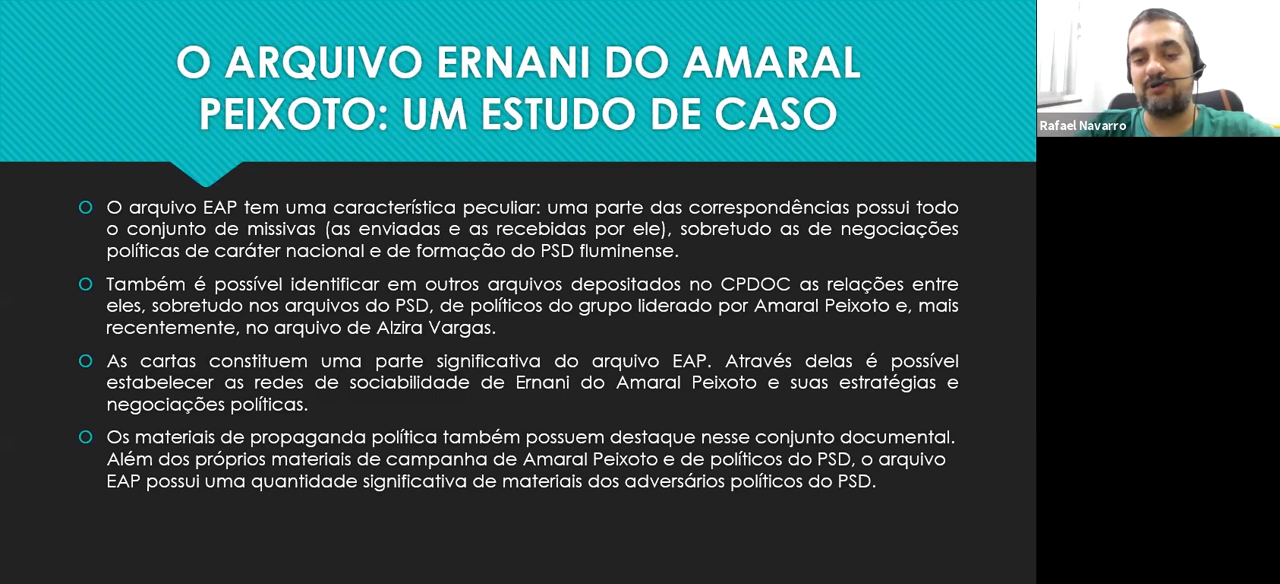 O ARQUIVO ERNANI DO AMARAL
PEIXOTO: UM ESTUDO DE CASO
O arquivo EAP tem uma característica peculiar: uma parte das correspondências possui todo
o conjunto de missivas (as enviadas e as recebidas por ele), sobretudo as de negociações
políticas de caráter nacional e de formação do PSD fluminense.
Também é possível identificar em outros arquivos depositados no CPDOC as relações entre
eles, sobretudo nos arquivos do PSD, de políticos do grupo liderado por Amaral Peixoto e, mais
recentemente, no arquivo de Alzira Vargas.
As cartas constituem uma parte significativa do arquivo EAP. Através delas é possível
estabelecer as redes de sociabilidade de Ernani do Amaral Peixoto e suas estratégias e
negociações políticas.
Os materiais de propaganda política também possuem destaque nesse conjunto documental.
Além dos próprios materiais de campanha de Amaral Peixoto e de políticos do PSD, o arquivo
EAP possui uma quantidade significativa de materiais dos adversários políticos do PSD.
Rafael Navarro